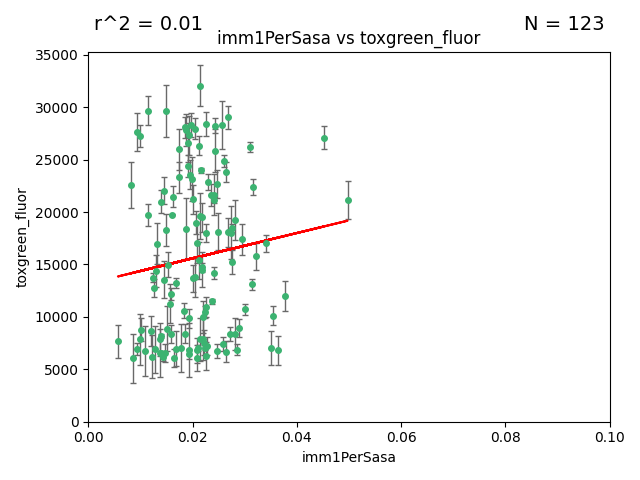 r^2 = 0.01
N = 123
imm1PerSasa vs toxgreen_fluor
35000
30000
25000
20000
15000
10000
5000
0
toxgreen_fluor
0.00
0.02
0.04
0.06
0.08
0.10
imm1PerSasa